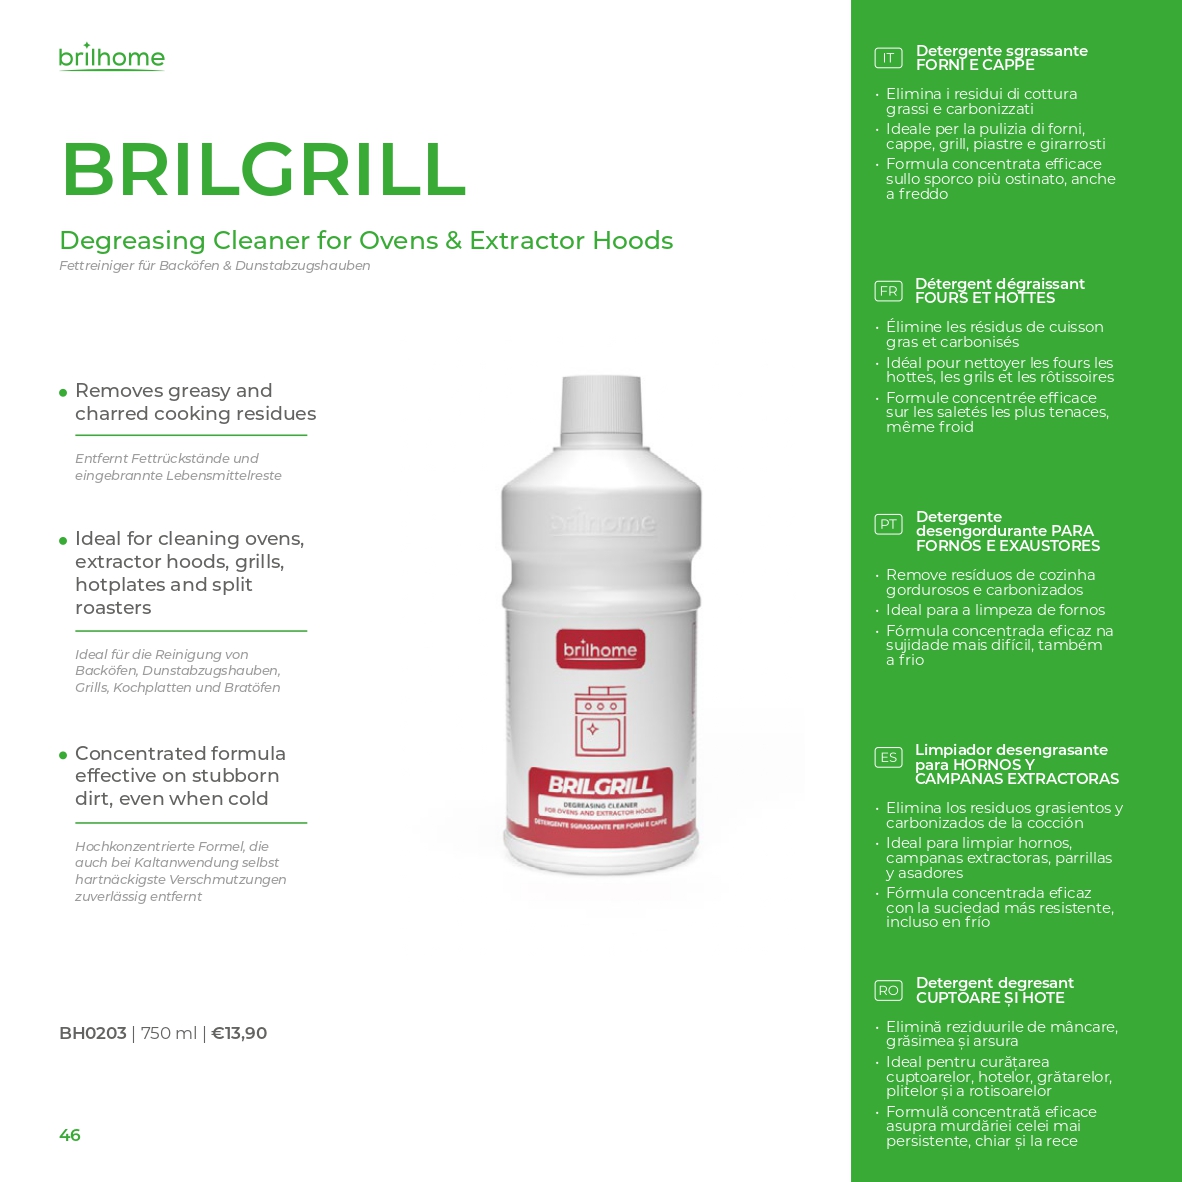 brilhome
BRILGRILL
Degreasing Cleaner for Ovens & Extractor Hoods
Fettreiniger für Backöfen & Dunstabzugshauben
Removes greasy and
charred cooking residues
Entfernt Fettrückstände und
eingebrannte Lebensmittelreste
Ideal for cleaning ovens,
extractor hoods, grills,
hotplates and split
roasters
Ideal für die Reinigung von
Backöfen, Dunstabzugshauben,
Grills, Kochplatten und Bratöfen
Concentrated formula
effective on stubborn
dirt, even when cold
Hochkonzentrierte Formel, die
auch bei Kaltanwendung selbst
hartnäckigste Verschmutzungen
zuverlässig entfernt
brilhome
brilhome
BRILGRILL
DEGREASING CLEANER
FOR OVENS AND EXTRACTOR HOODS
DETERGENTE SGRASSANTE PER FORNI E CAPPE
BH0203 | 750 ml | €13,90
46
IT
Detergente sgrassante
FORNI E CAPPE
• Elimina i residui di cottura
grassi e carbonizzati
• Ideale per la pulizia di forni,
cappe, grill, piastre e girarrosti
• Formula concentrata efficace
sullo sporco più ostinato, anche
a freddo
FR
Détergent dégraissant
FOURS ET HOTTES
• Élimine les résidus de cuisson
gras et carbonisés
• Idéal pour nettoyer les fours les
hottes, les grils et les rôtissoires
• Formule concentrée efficace
sur les saletés les plus tenaces,
même froid
PT
Detergente
desengordurante PARA
FORNOS E EXAUSTORES
• Remove resíduos de cozinha
gordurosos e carbonizados
• Ideal para a limpeza de fornos
• Fórmula concentrada eficaz na
sujidade mais difícil, também
a frio
ES
Limpiador desengrasante
para HORNOS Y
CAMPANAS EXTRACTORAS
• Elimina los residuos grasientos y
carbonizados de la cocción
• Ideal para limpiar hornos,
campanas extractoras, parrillas
y asadores
• Fórmula concentrada eficaz
con la suciedad más resistente,
incluso en frío
RO
Detergent degresant
CUPTOARE ȘI HOTE
• Elimină reziduurile de mâncare,
grăsimea și arsura
• Ideal pentru curățarea
cuptoarelor, hotelor, grătarelor,
plitelor și a rotisoarelor
• Formulă concentrată eficace
asupra murdăriei celei mai
persistente, chiar și la rece